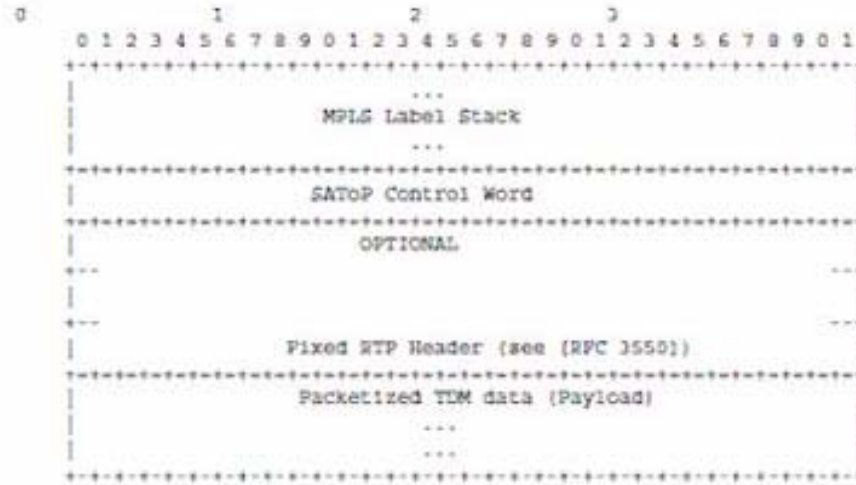 0 1 2 3
0 1 2 3 4 5 6 7 8 9 0 1 2 3 4 5 6 7 8 9 0 1 2 3 4 5 6 7 8 9 0 1
+-+-+-+-+-+-+-+-+-+-+-+-+-+-+-+-+-+-+-+-+-+-+-+-+-+-+-+-+-+-+-+-
| ...
| MPLS Label Stack
| ...
+=+=+=+=+=+=+=+=+=+=+=+=+=+=+=+=+=+=+=+=+=+=+=+=+=+=+=+=+=+=+=+=
| SAToP Control Word
+=+=+=+=+=+=+=+=+=+=+=+=+=+=+=+=+=+=+=+=+=+=+=+=+=+=+=+=+=+=+=+=
| OPTIONAL
+-- ---
|
+-- ---
| Fixed RTP Header (see [RFC 3550])
+=+=+=+=+=+=+=+=+=+=+=+=+=+=+=+=+=+=+=+=+=+=+=+=+=+=+=+=+=+=+=+=
| Packetized TDM data (Payload)
| ...
| ...
+-+-+-+-+-+-+-+-+-+-+-+-+-+-+-+-+-+-+-+-+-+-+-+-+-+-+-+-+-+-+-+-